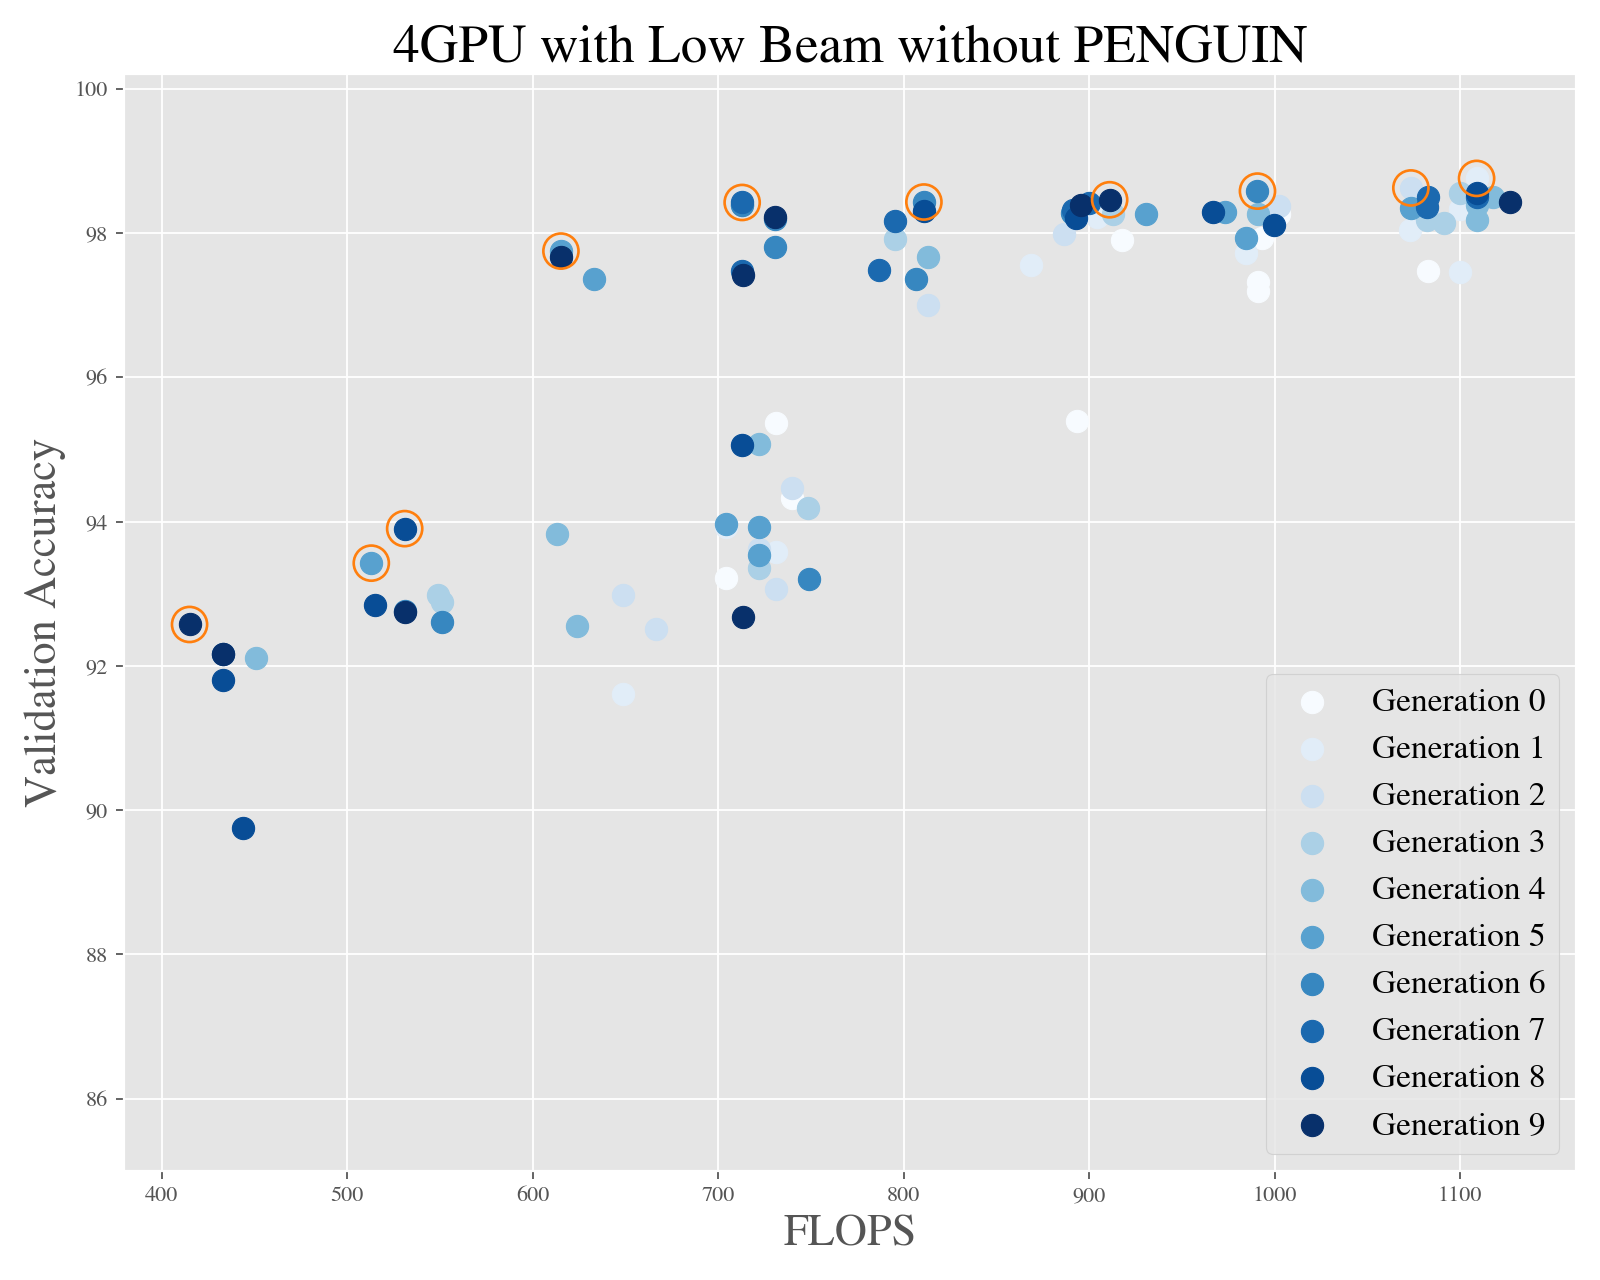 4GPU with Low Beam without PENGUIN
100
98
96
94
92
90
88
86
Validation Accuracy
400
500
600
700
800
900
1000
1100
FLOPS
Generation 0
Generation 1
Generation 2
Generation 3
Generation 4
Generation 5
Generation 6
Generation 7
Generation 8
Generation 9